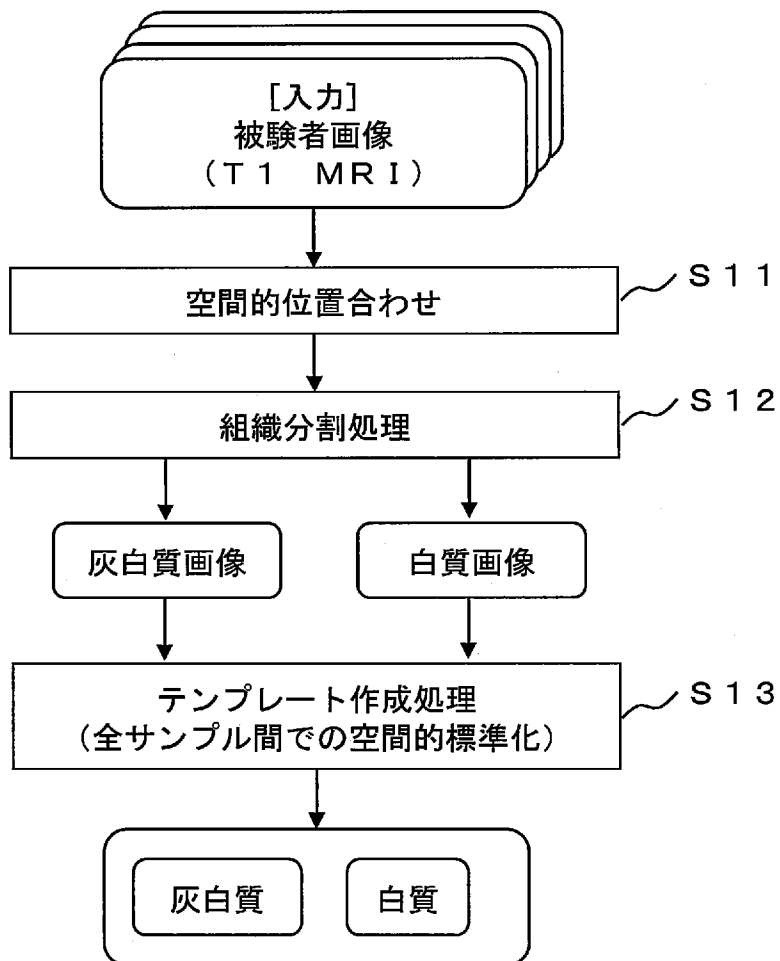 [入力]
被験者画像
(T1 MRI)
空間的位置合わせ
S11
組織分割処理
S12
灰白質画像
白質画像
テンプレート作成処理
(全サンプル間での空間的標準化)
S13
灰白質
白質